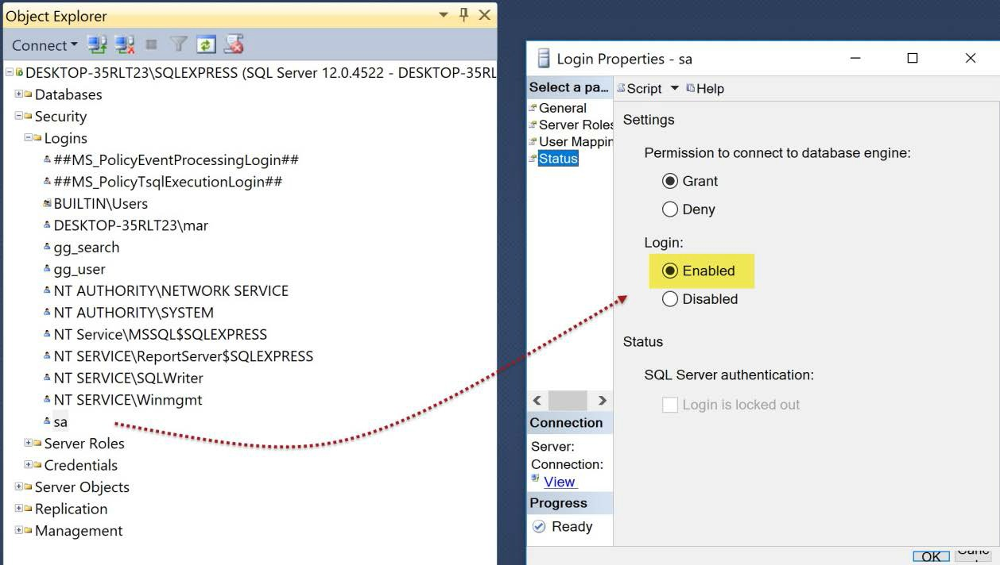 Object Explorer
Connect
DESKTOP-35RLT23\SQLEXPRESS (SQL Server 12.0.4522 - DESKTOP-35RL
Databases
Security
Logins
##MS_PolicyEventProcessingLogin##
##MS_PolicyTsqlExecutionLogin##
BUILTIN\Users
DESKTOP-35RLT23\mar
gg_search
gg_user
NT AUTHORITY\NETWORK SERVICE
NT AUTHORITY\SYSTEM
NT Service\MSSQL$SQLEXPRESS
NT SERVICE\ReportServer$SQLEXPRESS
NT SERVICE\SQLWriter
NT SERVICE\Winmgmt
sa
Server Roles
Credentials
Server Objects
Replication
Management
Login Properties - sa
Select a pa...
General
Server Roles
User Mappin
Status
Connection
Server:
Connection:
View
Progress
Ready
Script Help
Settings
Permission to connect to database engine:
Grant
Deny
Login:
Enabled
Disabled
Status
SQL Server authentication:
Login is locked out
OK